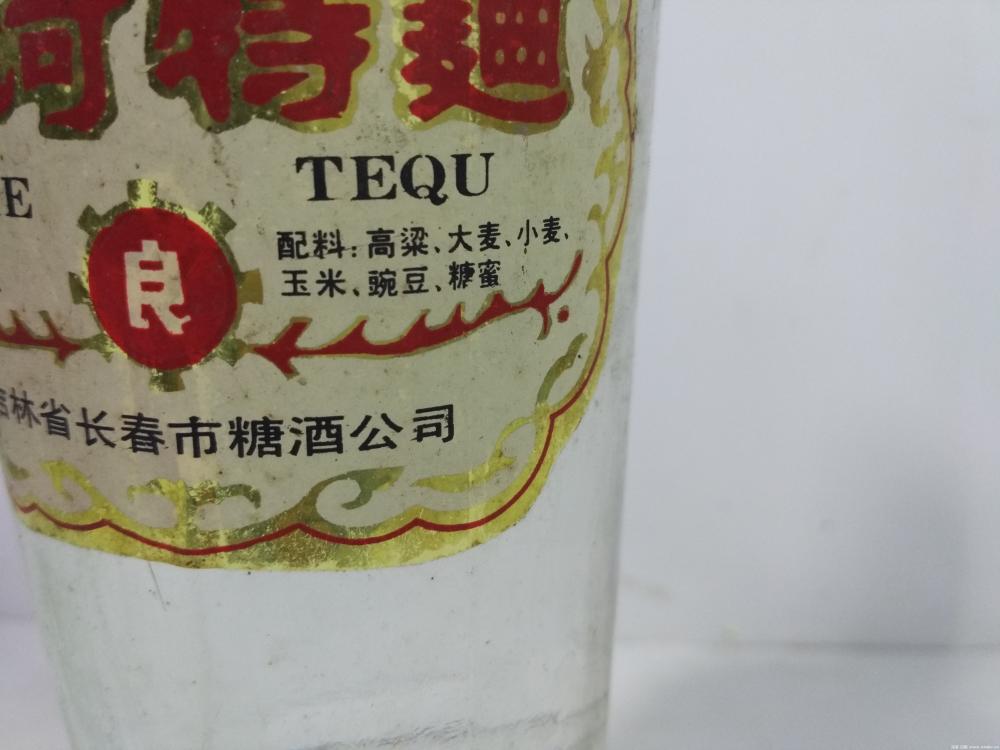 河特麯
E TEQU
配料:高粱、大麦、小麦、
玉米、豌豆、糖蜜
良
吉林省长春市糖酒公司